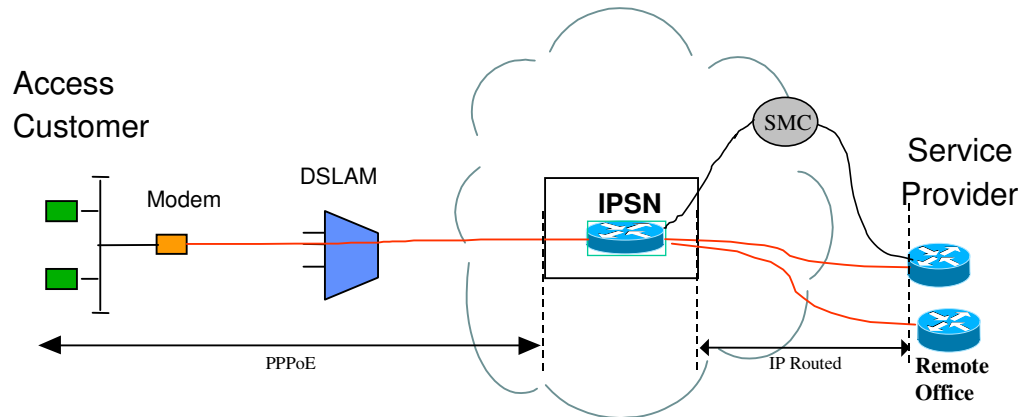 Access
Customer
Modem
DSLAM
IPSN
SMC
Service
Provider
PPPoE
IP Routed
Remote
Office